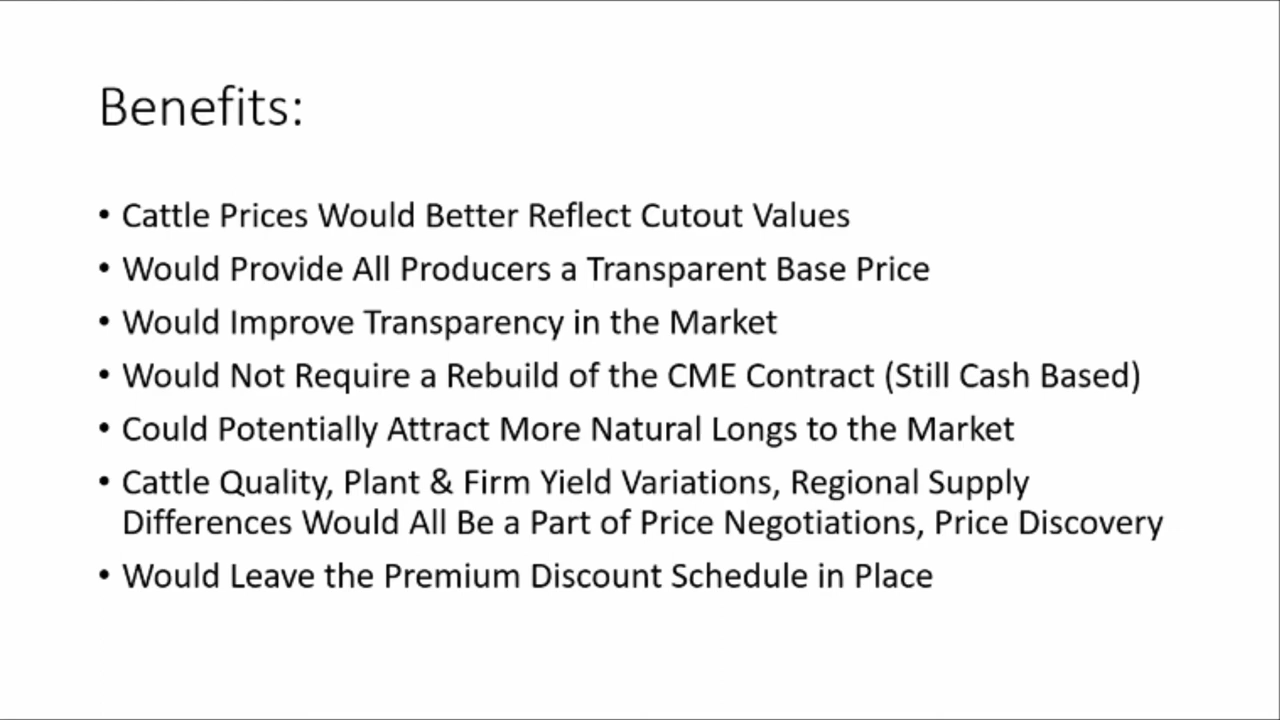 Benefits:
• Cattle Prices Would Better Reflect Cutout Values
• Would Provide All Producers a Transparent Base Price
• Would Improve Transparency in the Market
• Would Not Require a Rebuild of the CME Contract (Still Cash Based)
• Could Potentially Attract More Natural Longs to the Market
• Cattle Quality, Plant & Firm Yield Variations, Regional Supply
Differences Would All Be a Part of Price Negotiations, Price Discovery
• Would Leave the Premium Discount Schedule in Place